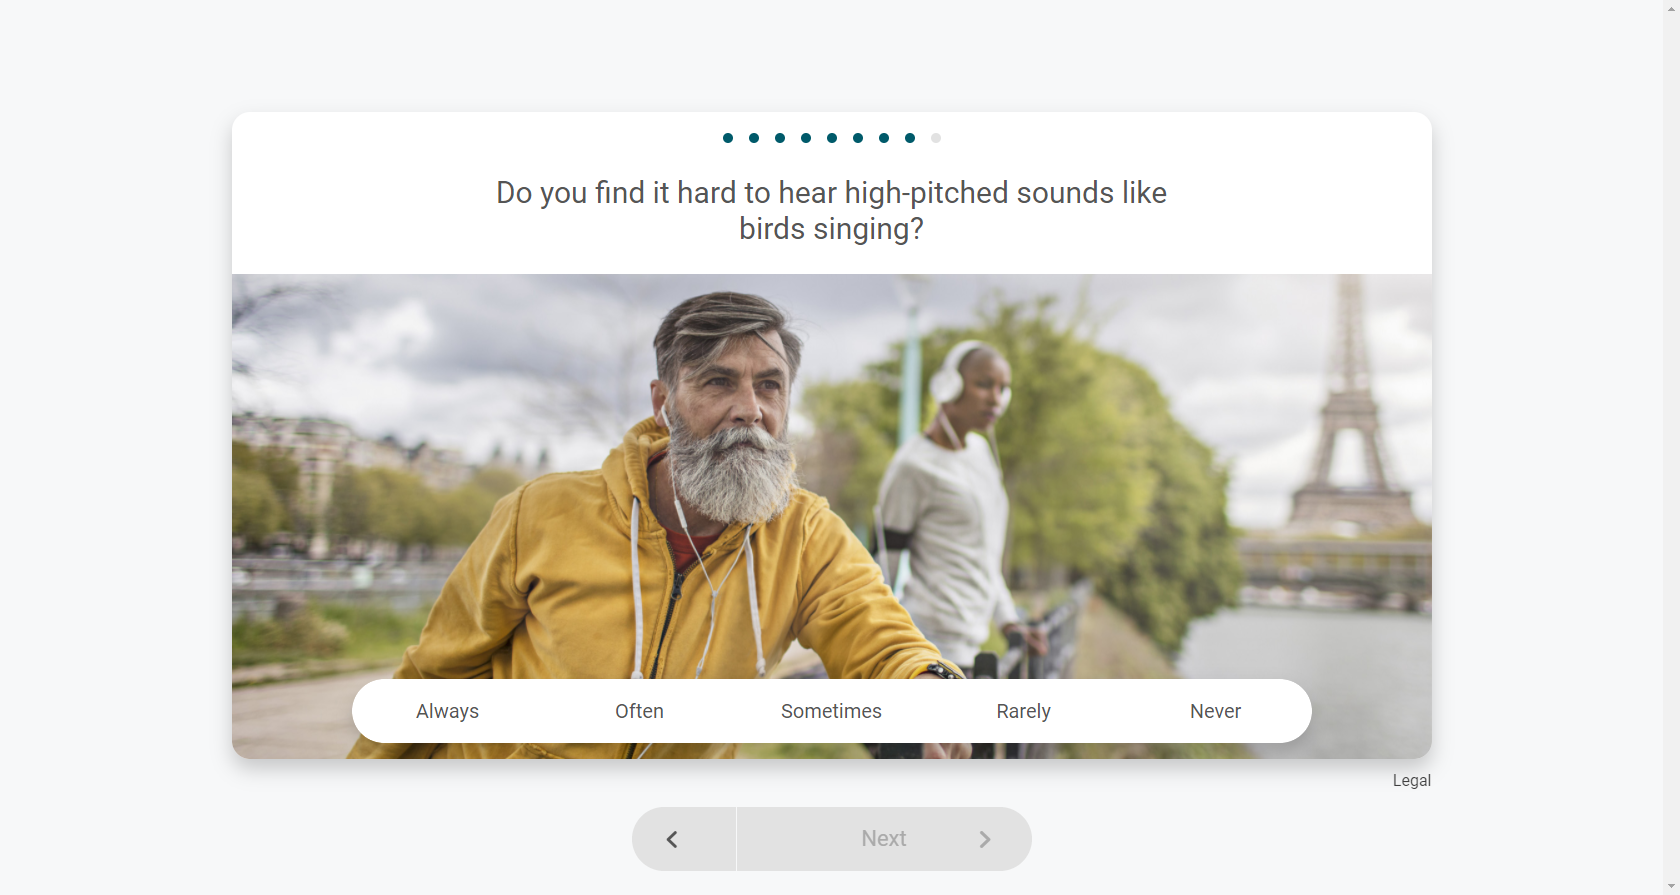 Do you find it hard to hear high-pitched sounds like
birds singing?
Always Often Sometimes Rarely Never
Legal
Next